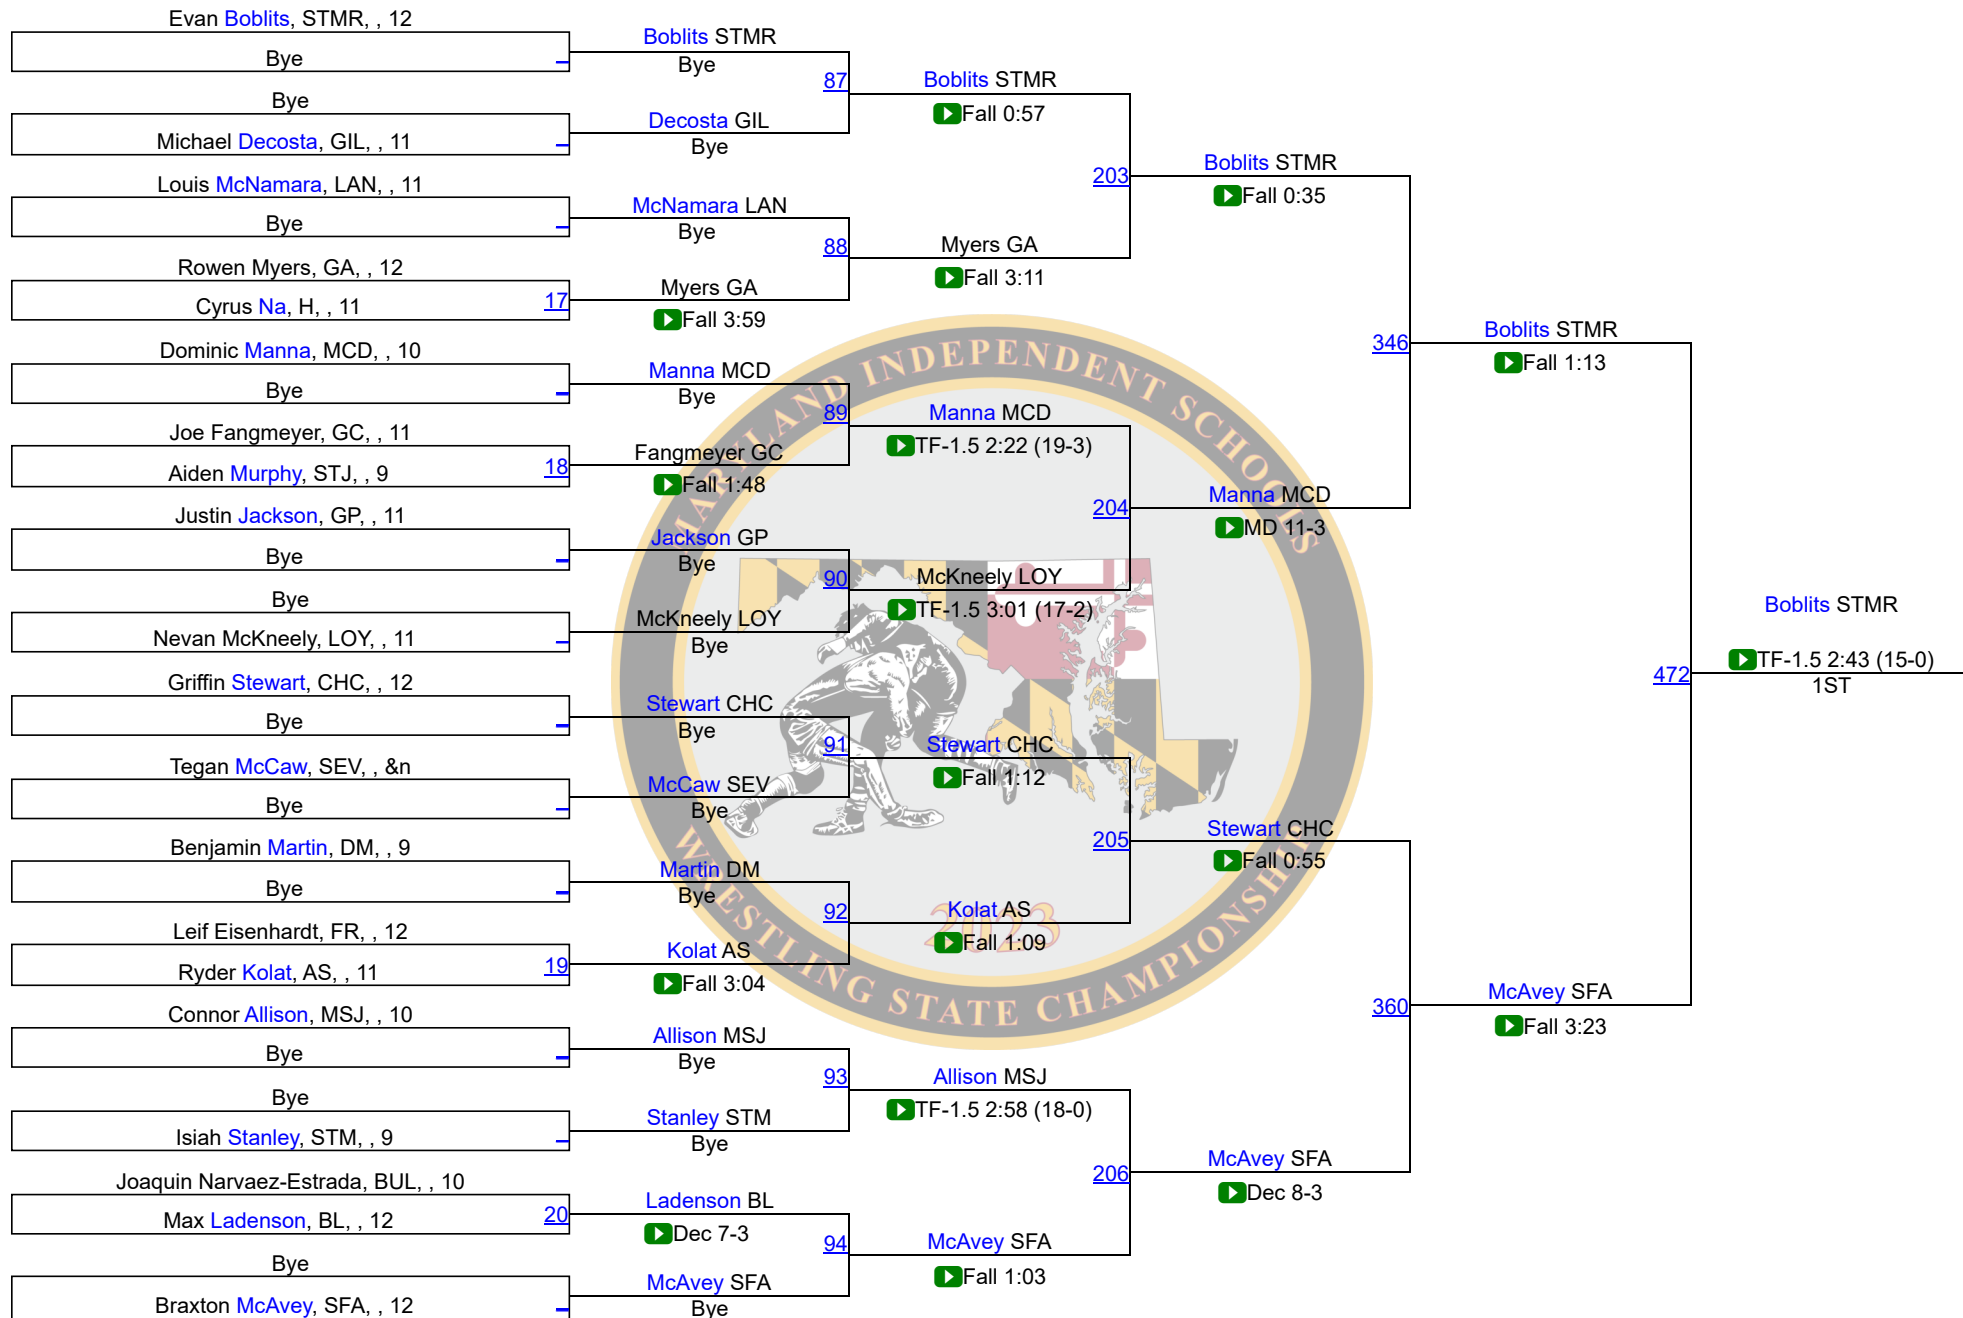 Evan Boblits, STMR, , 12
Bye
Bye
Michael Decosta, GIL, , 11
Louis McNamara, LAN, , 11
Bye
Rowen Myers, GA, , 12
Cyrus Na, H, , 11
17
Dominic Manna, MCD, , 10
Bye
Joe Fangmeyer, GC, , 11
Aiden Murphy, STJ, , 9
18
Justin Jackson, GP, , 11
Bye
Bye
Nevan McKneely, LOY, , 11
Griffin Stewart, CHC, , 12
Bye
Tegan McCaw, SEV, , &n
Bye
Benjamin Martin, DM, , 9
Bye
Leif Eisenhardt, FR, , 12
Ryder Kolat, AS, , 11
19
Connor Allison, MSJ, , 10
Bye
Bye
Isiah Stanley, STM, , 9
Joaquin Narvaez-Estrada, BUL, , 10
Max Ladenson, BL, , 12
20
Bye
Braxton McAvey, SFA, , 12
Boblits STMR
Bye
87
Decosta GIL
Bye
McNamara LAN
Bye
88
Myers GA
Fall 3:59
Manna MCD
Bye
89
Fangmeyer GC
Fall 1:48
Jackson GP
Bye
90
McKneely LOY
Bye
Stewart CHC
Bye
91
McCaw SEV
Bye
Martin DM
Bye
92
Kolat AS
Fall 3:04
Allison MSJ
Bye
93
Stanley STM
Bye
Ladenson BL
Dec 7-3
94
McAvey SFA
Bye
Boblits STMR
Fall 0:57
203
Myers GA
Fall 3:11
Manna MCD
TF-1.5 2:22 (19-3)
204
McKneely LOY
TF-1.5 3:01 (17-2)
Stewart CHC
Fall 1:12
205
Kolat AS
Fall 1:09
Allison MSJ
TF-1.5 2:58 (18-0)
206
McAvey SFA
Fall 1:03
Boblits STMR
Fall 0:35
346
Manna MCD
MD 11-3
Stewart CHC
Fall 0:55
360
McAvey SFA
Dec 8-3
Boblits STMR
Fall 1:13
472
McAvey SFA
Fall 3:23
Boblits STMR
TF-1.5 2:43 (15-0)
1ST
MARYLAND INDEPENDENT SCHOOLS
2023
WRESTLING STATE CHAMPIONSHIP